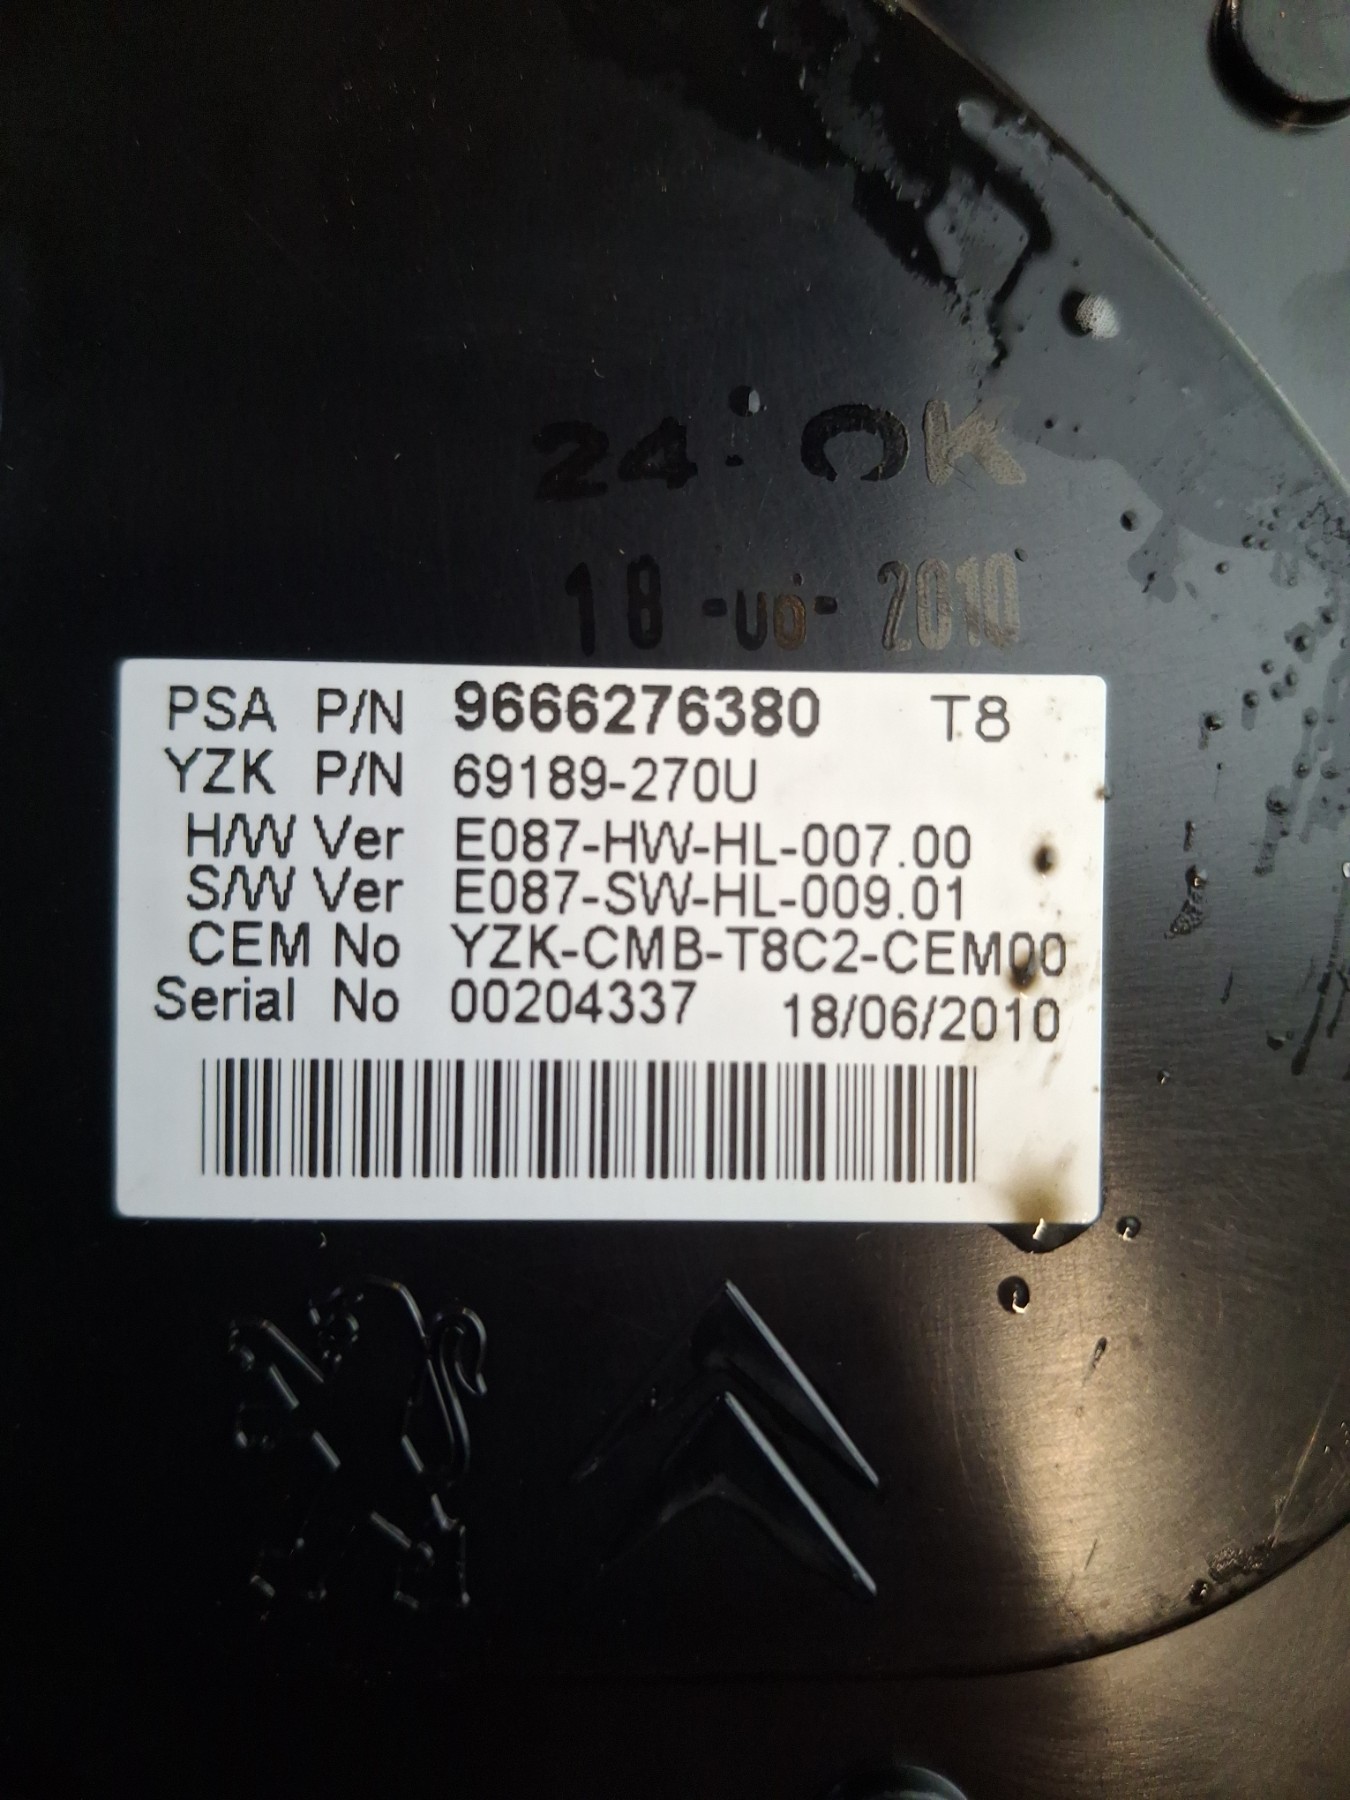 24 OK
18 -06- 2010
PSA P/N 9666276380 T8
YZK P/N 69189-270U
H/W Ver E087-HW-HL-007.00
S/W Ver E087-SW-HL-009.01
CEM No YZK-CMB-T8C2-CEM00
Serial No 00204337 18/06/2010